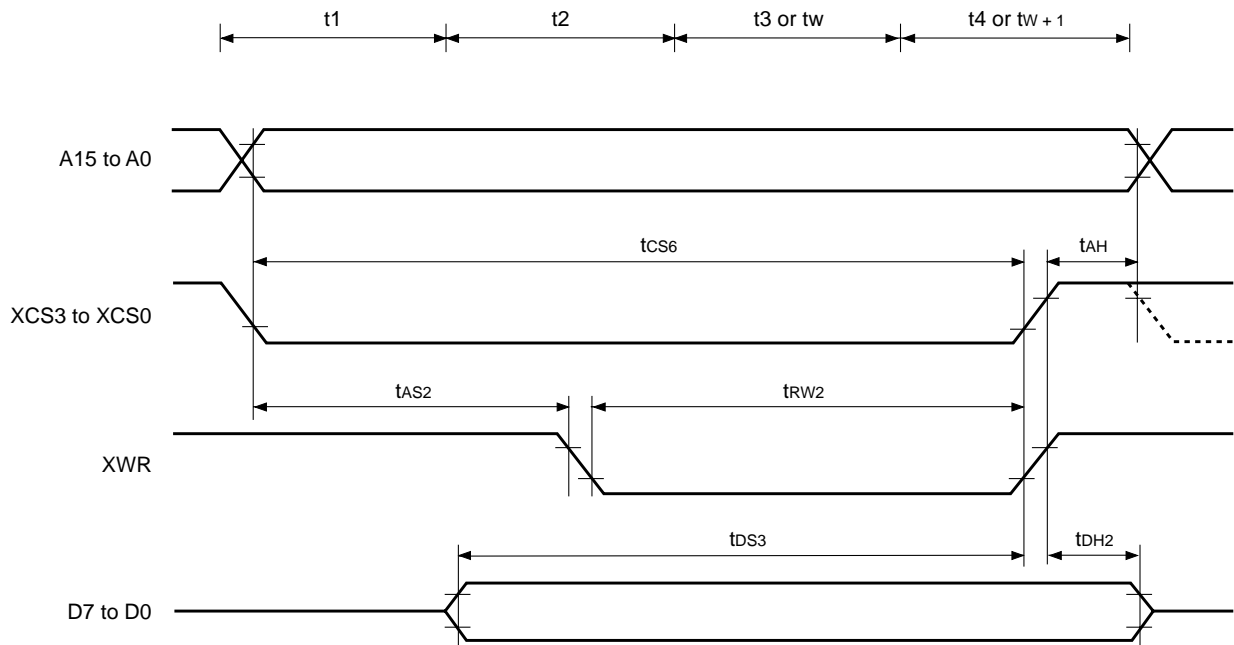 t1 t2 t3 or tw t4 or tW + 1
A15 to A0
tCS6 tAH
XCS3 to XCS0
tAS2 tRW2
XWR
tDS3 tDH2
D7 to D0